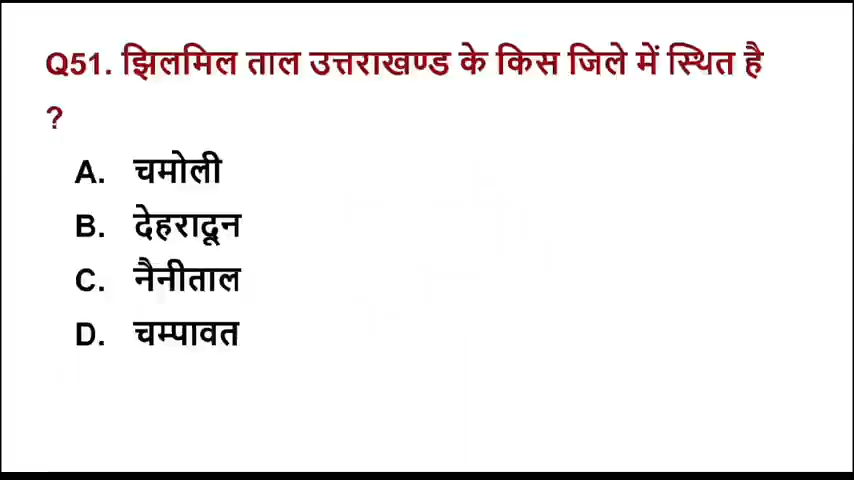 Q51. झिलमिल ताल उत्तराखण्ड के किस जिले में स्थित है
?
A. चमोली
B. देहरादून
C. नैनीताल
D. चम्पावत